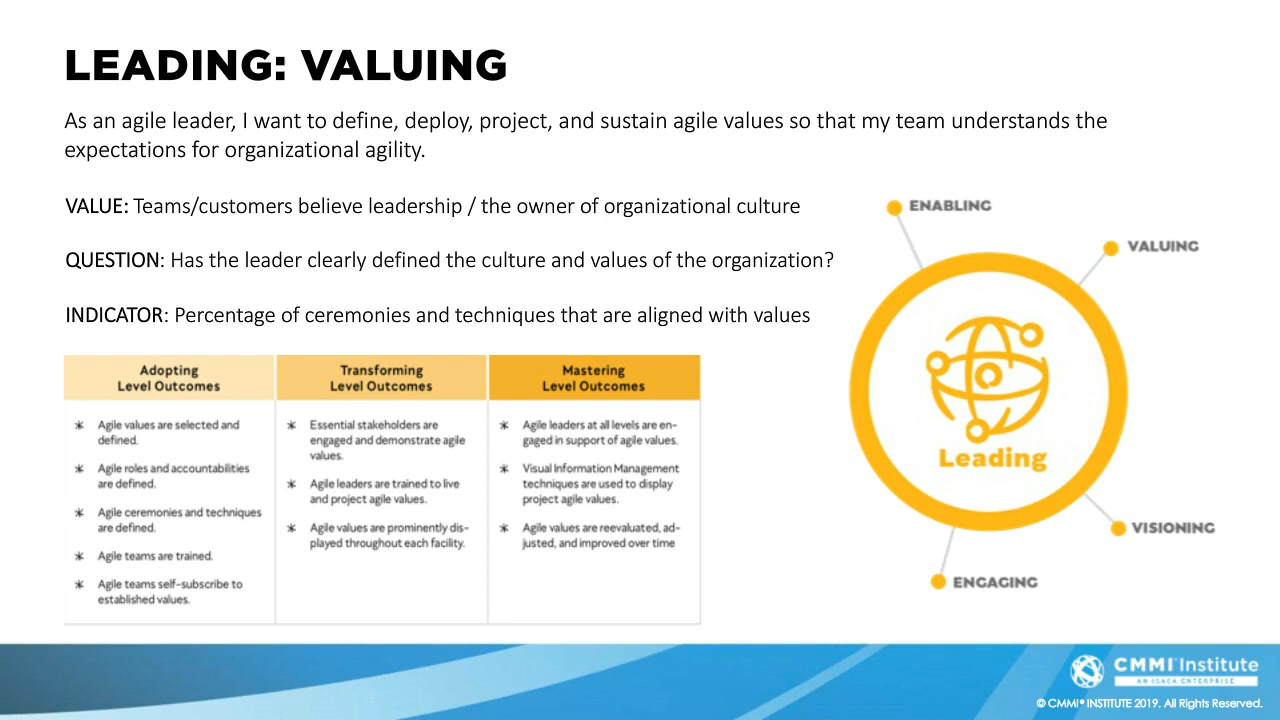 LEADING: VALUING
As an agile leader, I want to define, deploy, project, and sustain agile values so that my team understands the
expectations for organizational agility.
VALUE: Teams/customers believe leadership / the owner of organizational culture
QUESTION: Has the leader clearly defined the culture and values of the organization?
INDICATOR: Percentage of ceremonies and techniques that are aligned with values
Adopting
Level Outcomes
* Agile values are selected and
defined.
* Agile roles and accountabilities
are defined.
* Agile ceremonies and techniques
are defined.
* Agile teams are trained.
* Agile teams self-subscribe to
established values.
Transforming
Level Outcomes
* Essential stakeholders are
engaged and demonstrate agile
values.
* Agile leaders are trained to live
and project agile values.
* Agile values are prominently dis-
played throughout each facility.
Mastering
Level Outcomes
* Agile leaders at all levels are en-
gaged in support of agile values.
* Visual Information Management
techniques are used to display
project agile values.
* Agile values are reevaluated, ad-
justed, and improved over time
ENABLING
VALUING
Leading
VISIONING
ENGAGING
CMMI Institute
AN ISACA ENTERPRISE
© CMMI® INSTITUTE 2019. All Rights Reserved.